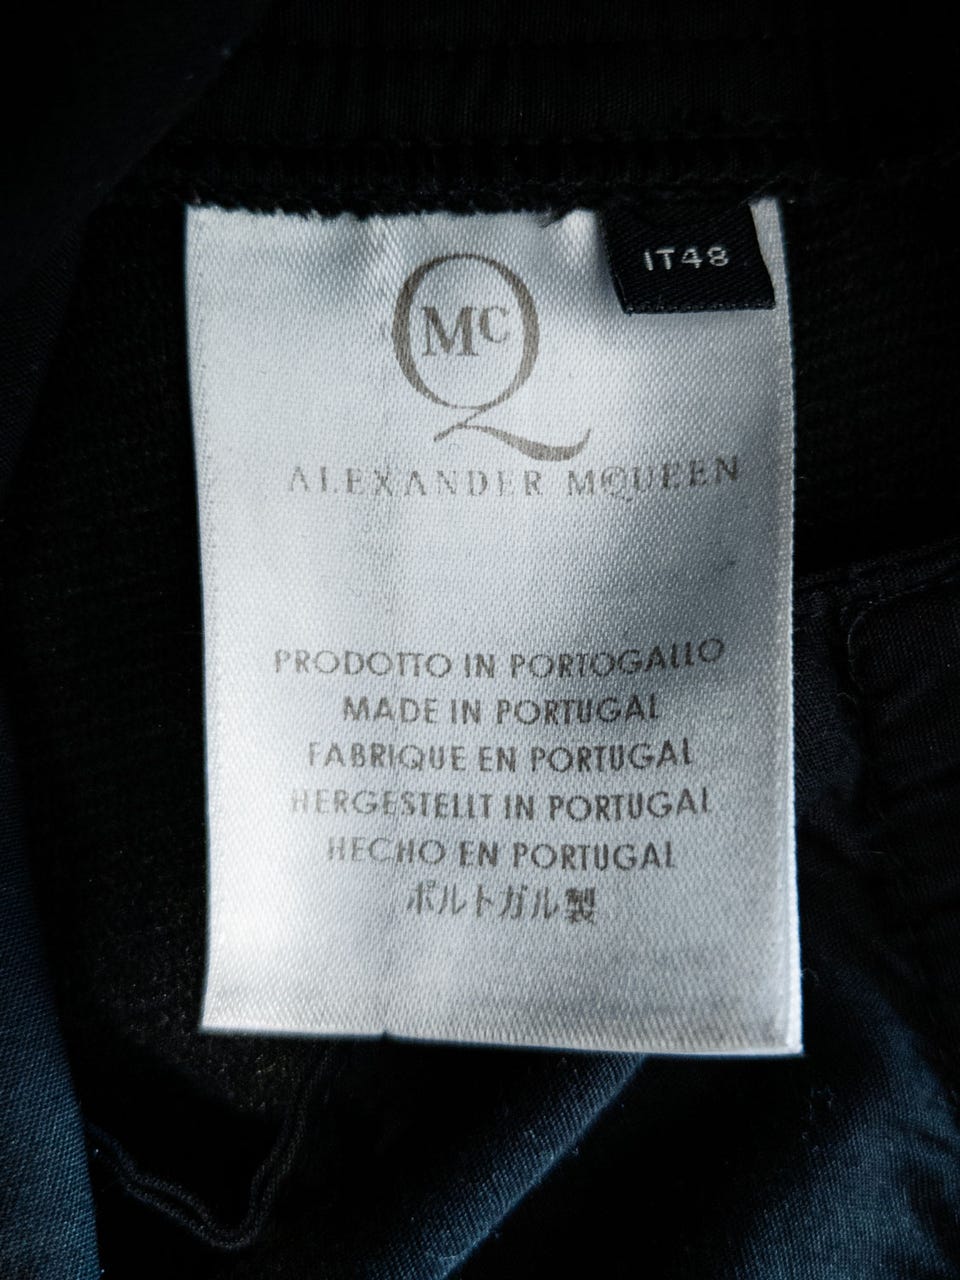 IT48
McQ
ALEXANDER MCQUEEN
PRODOTTO IN PORTOGALLO
MADE IN PORTUGAL
FABRIQUE EN PORTUGAL
HERGESTELLT IN PORTUGAL
HECHO EN PORTUGAL
ポルトガル製